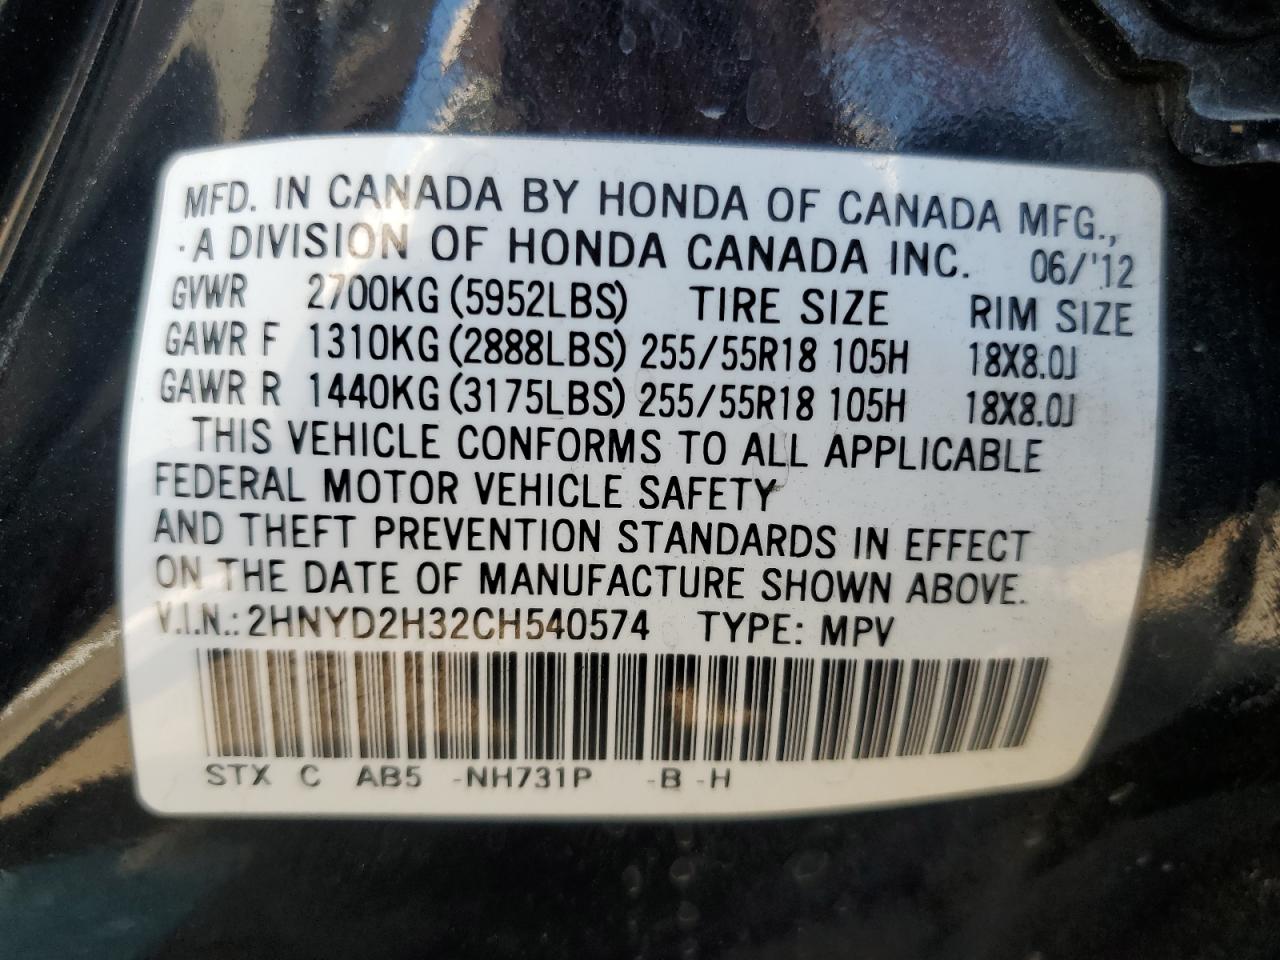 MFD. IN CANADA BY HONDA OF CANADA MFG.,
·A DIVISION OF HONDA CANADA INC. 06/'12
GVWR 2700KG (5952LBS) TIRE SIZE RIM SIZE
GAWR F 1310KG (2888LBS) 255/55R18 105H 18X8.0J
GAWR R 1440KG (3175LBS) 255/55R18 105H 18X8.0J
THIS VEHICLE CONFORMS TO ALL APPLICABLE
FEDERAL MOTOR VEHICLE SAFETY
AND THEFT PREVENTION STANDARDS IN EFFECT
ON THE DATE OF MANUFACTURE SHOWN ABOVE.
V.I.N.: 2HNYD2H32CH540574 TYPE: MPV
STX C AB5 -NH731P -B -H